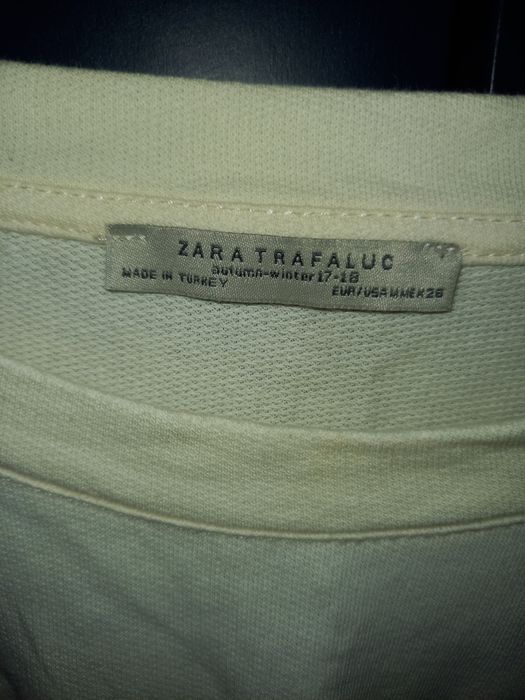 ZARA TRAFALUC
autumn-winter 17-18
MADE IN TURKEY
EUR/USA M MEX 28